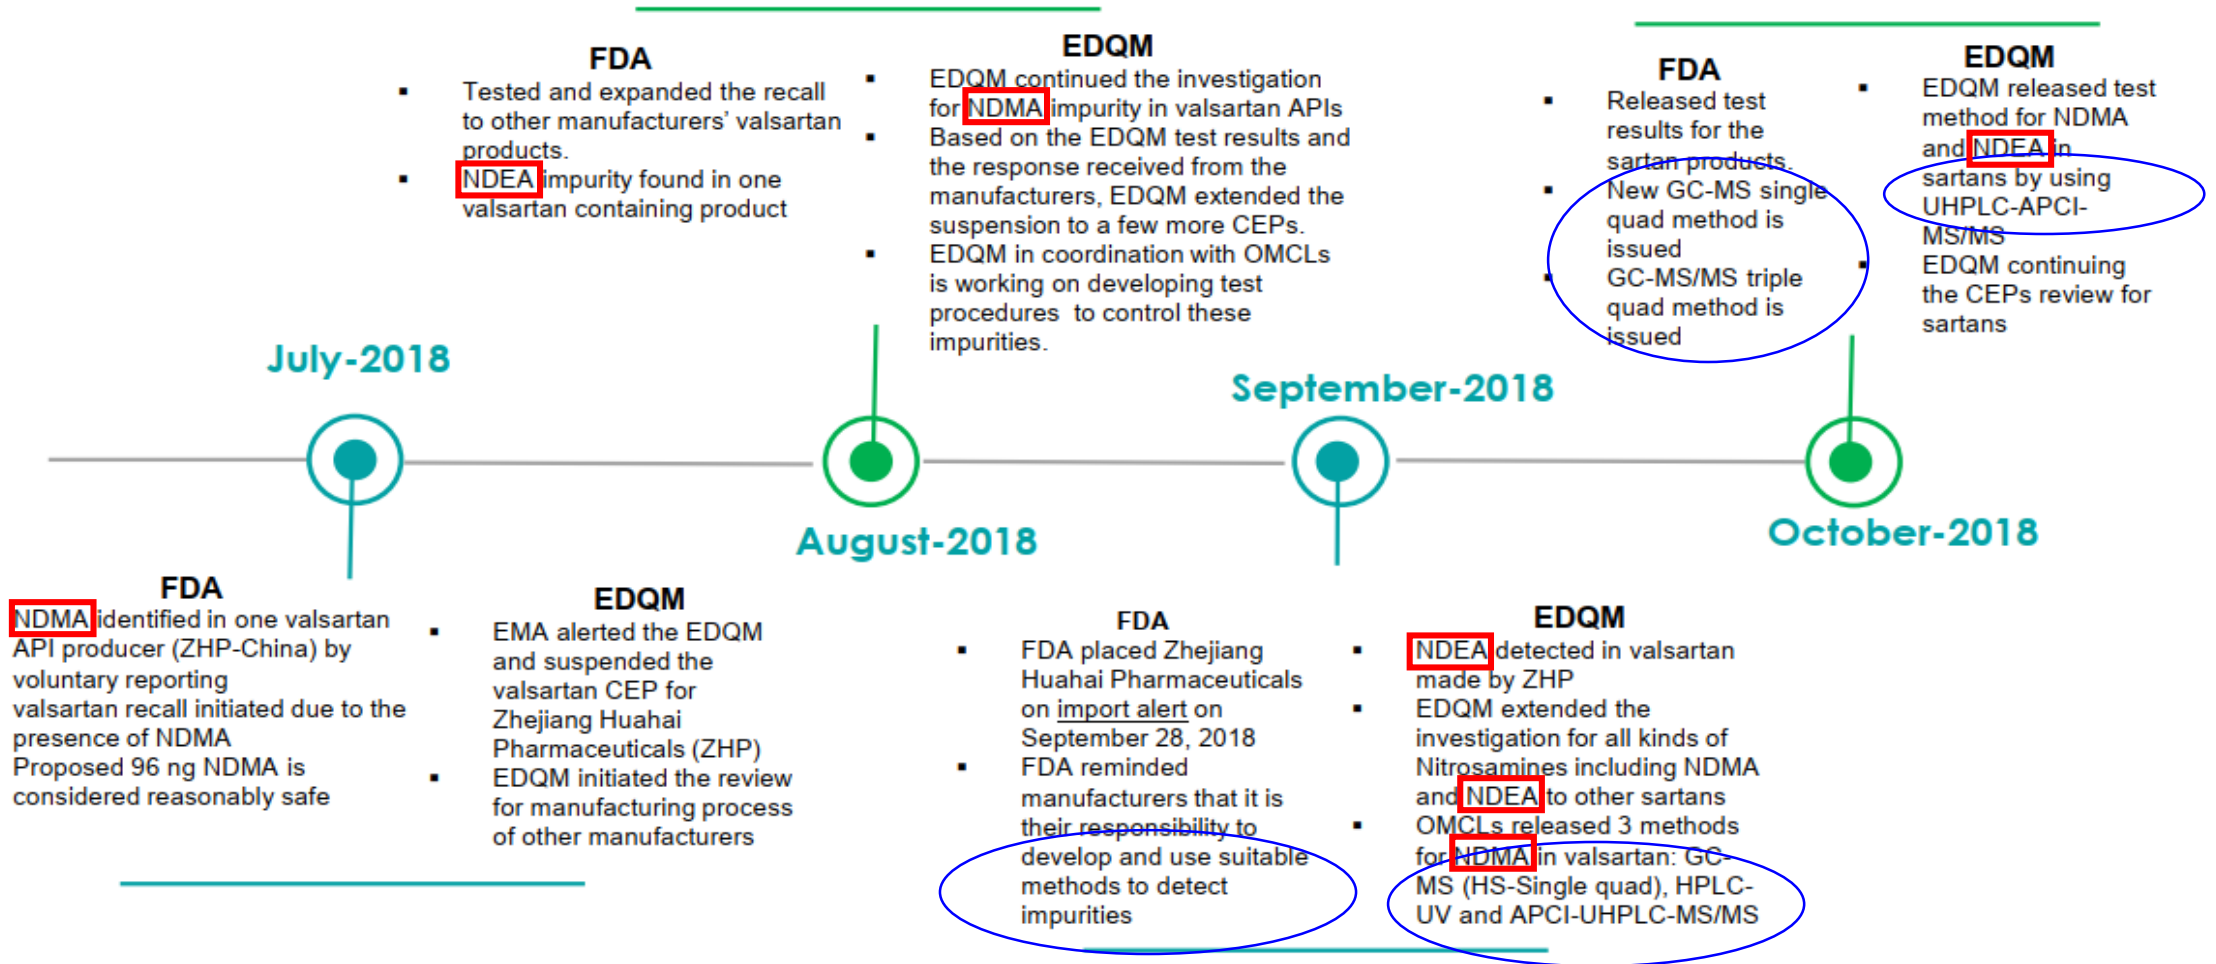 FDA
Tested and expanded the recall
to other manufacturers' valsartan
products.
NDEA impurity found in one
valsartan containing product
EDQM
EDQM continued the investigation
for NDMA impurity in valsartan APIs
Based on the EDQM test results and
the response received from the
manufacturers, EDQM extended the
suspension to a few more CEPs.
EDQM in coordination with OMCLs
is working on developing test
procedures to control these
impurities.
FDA
Released test
results for the
sartan products.
New GC-MS single
quad method is
issued
GC-MS/MS triple
quad method is
issued
EDQM
EDQM released test
method for NDMA
and NDEA in
sartans by using
UHPLC-APCI-
MS/MS
EDQM continuing
the CEPs review for
sartans
July-2018
September-2018
August-2018
October-2018
FDA
NDMA identified in one valsartan
API producer (ZHP-China) by
voluntary reporting
valsartan recall initiated due to the
presence of NDMA
Proposed 96 ng NDMA is
considered reasonably safe
EDQM
EMA alerted the EDQM
and suspended the
valsartan CEP for
Zhejiang Huahai
Pharmaceuticals (ZHP)
EDQM initiated the review
for manufacturing process
of other manufacturers
FDA
FDA placed Zhejiang
Huahai Pharmaceuticals
on import alert on
September 28, 2018
FDA reminded
manufacturers that it is
their responsibility to
develop and use suitable
methods to detect
impurities
EDQM
NDEA detected in valsartan
made by ZHP
EDQM extended the
investigation for all kinds of
Nitrosamines including NDMA
and NDEA to other sartans
OMCLs released 3 methods
for NDMA in valsartan: GC-
MS (HS-Single quad), HPLC-
UV and APCI-UHPLC-MS/MS